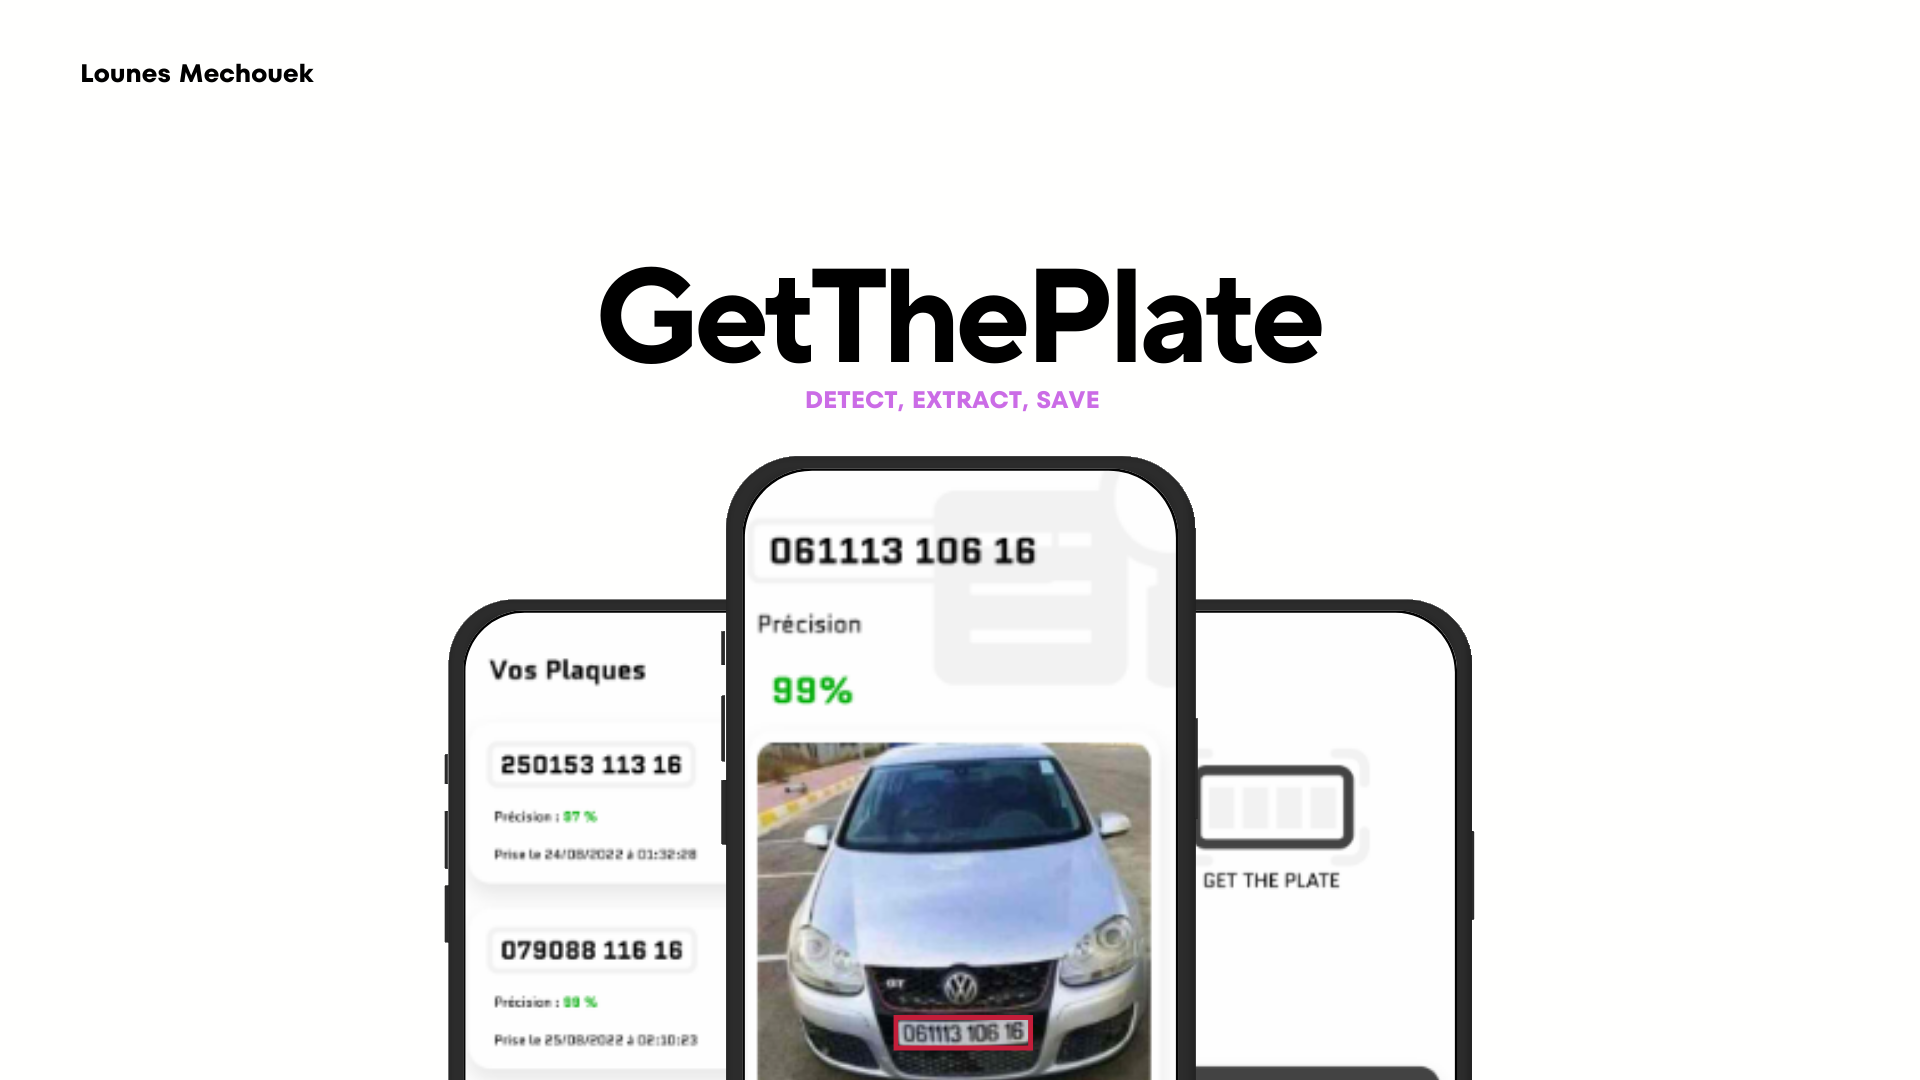 Lounes Mechouek
GetThePlate
DETECT, EXTRACT, SAVE
061113 106 16
Précision
99%
GT
061113 106 16
Vos Plaques
250153 113 16
Précision : 97 %
Prise le 24/08/2022 à 01:32:28
079088 116 16
Précision : 99 %
Prise le 25/08/2022 à 02:10:23
GET THE PLATE